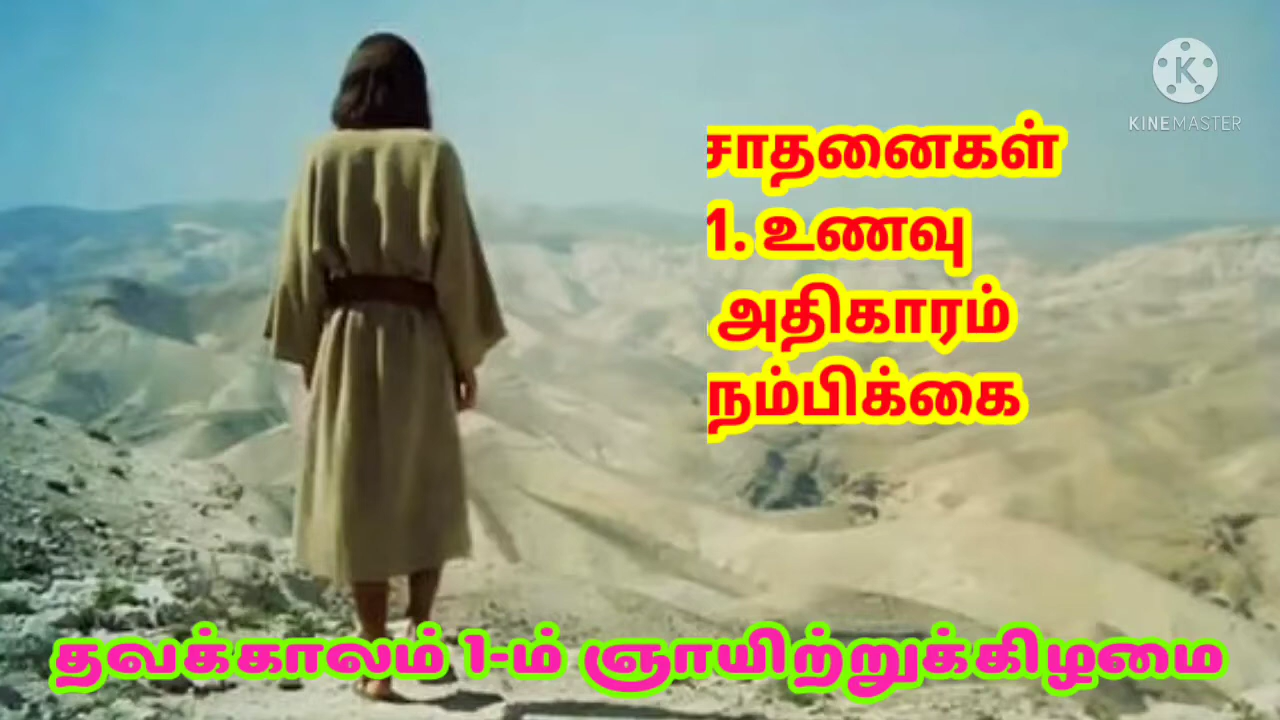 KINEMASTER
சாதனைகள்
1. உணவு
அதிகாரம்
நம்பிக்கை
தவக்காலம் 1-ம் ஞாயிற்றுக்கிழமை